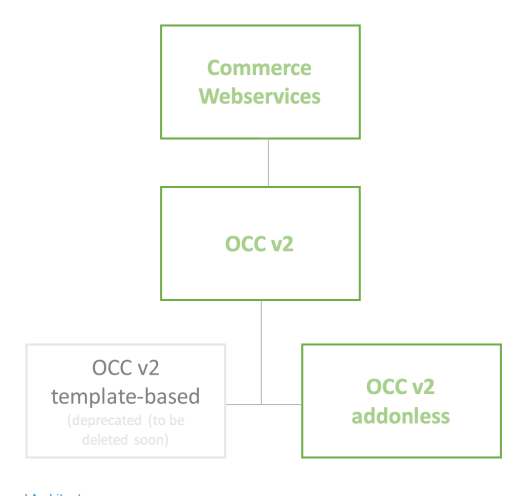 Commerce
Webservices
OCC v2
OCC v2
template-based
(deprecated (to be
deleted soon)
OCC v2
addonless